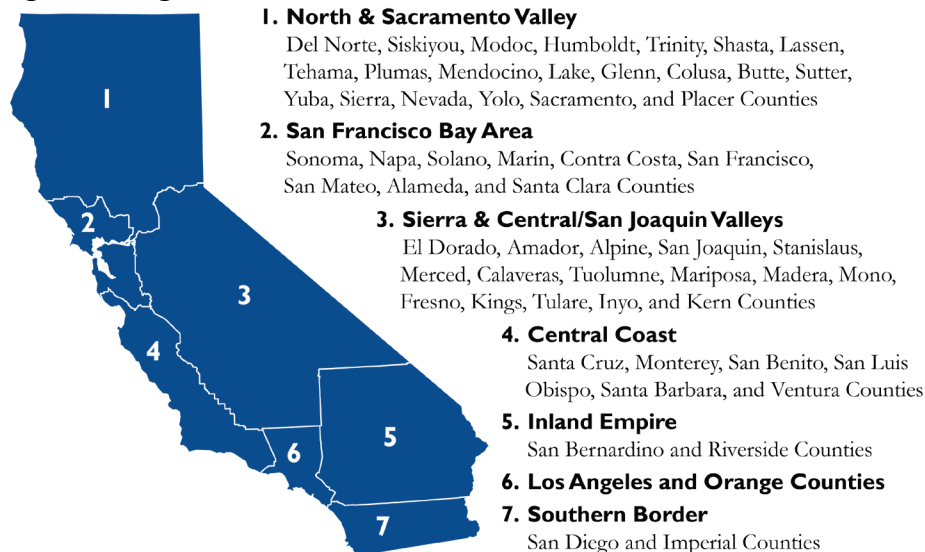 1. North & Sacramento Valley
Del Norte, Siskiyou, Modoc, Humboldt, Trinity, Shasta, Lassen,
Tehama, Plumas, Mendocino, Lake, Glenn, Colusa, Butte, Sutter,
Yuba, Sierra, Nevada, Yolo, Sacramento, and Placer Counties
2. San Francisco Bay Area
Sonoma, Napa, Solano, Marin, Contra Costa, San Francisco,
San Mateo, Alameda, and Santa Clara Counties
3. Sierra & Central/San Joaquin Valleys
El Dorado, Amador, Alpine, San Joaquin, Stanislaus,
Merced, Calaveras, Tuolumne, Mariposa, Madera, Mono,
Fresno, Kings, Tulare, Inyo, and Kern Counties
4. Central Coast
Santa Cruz, Monterey, San Benito, San Luis
Obispo, Santa Barbara, and Ventura Counties
5. Inland Empire
San Bernardino and Riverside Counties
6. Los Angeles and Orange Counties
7. Southern Border
San Diego and Imperial Counties
1
2
3
4
5
6
7